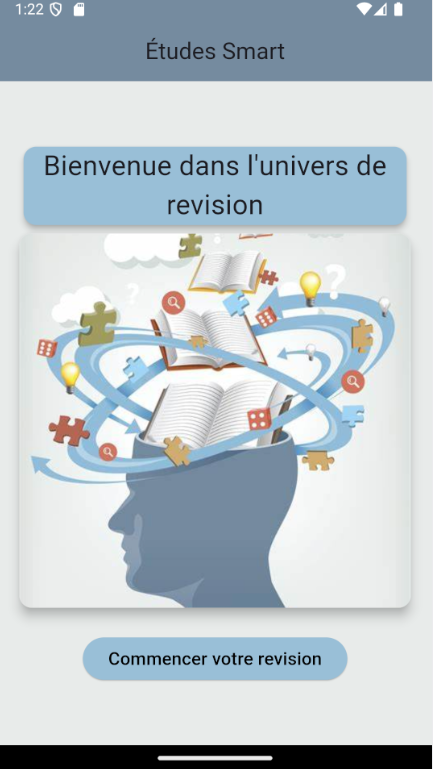 1:22
Études Smart
Bienvenue dans l'univers de
revision
Commencer votre revision